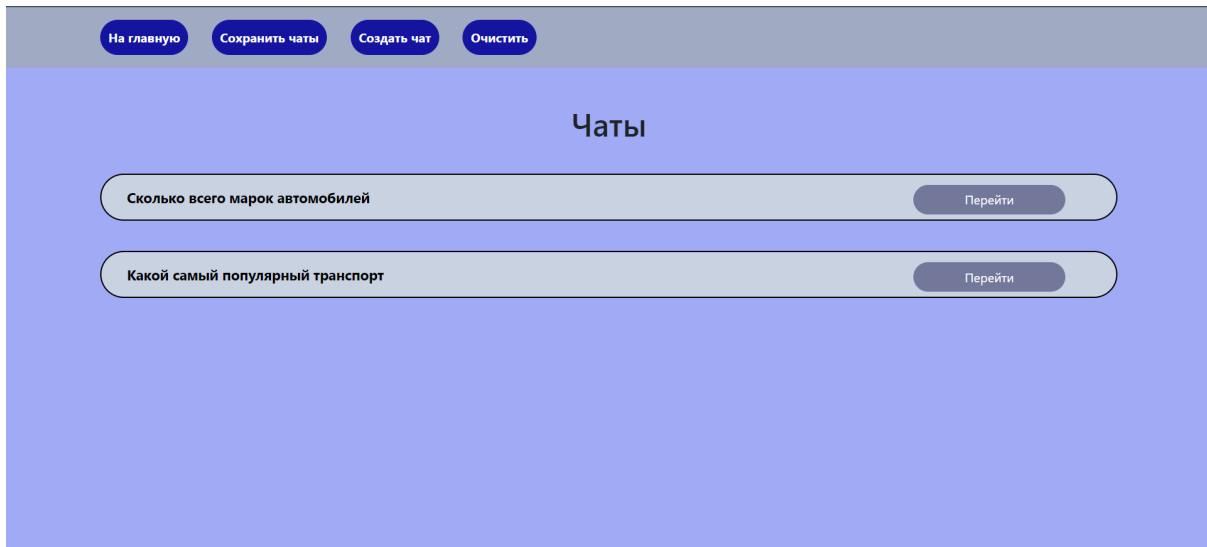 На главную Сохранить чаты Создать чат Очистить
Чаты
Сколько всего марок автомобилей Перейти
Какой самый популярный транспорт Перейти